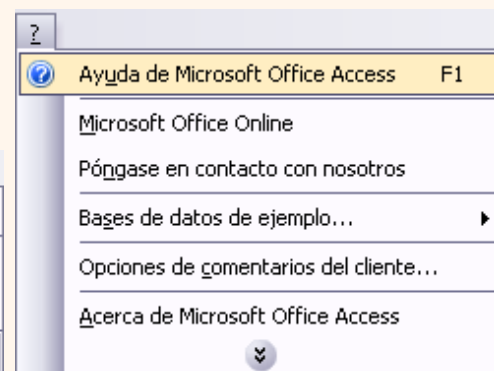 ?
Ayuda de Microsoft Office Access F1
Microsoft Office Online
Póngase en contacto con nosotros
Bases de datos de ejemplo...
Opciones de comentarios del cliente...
Acerca de Microsoft Office Access